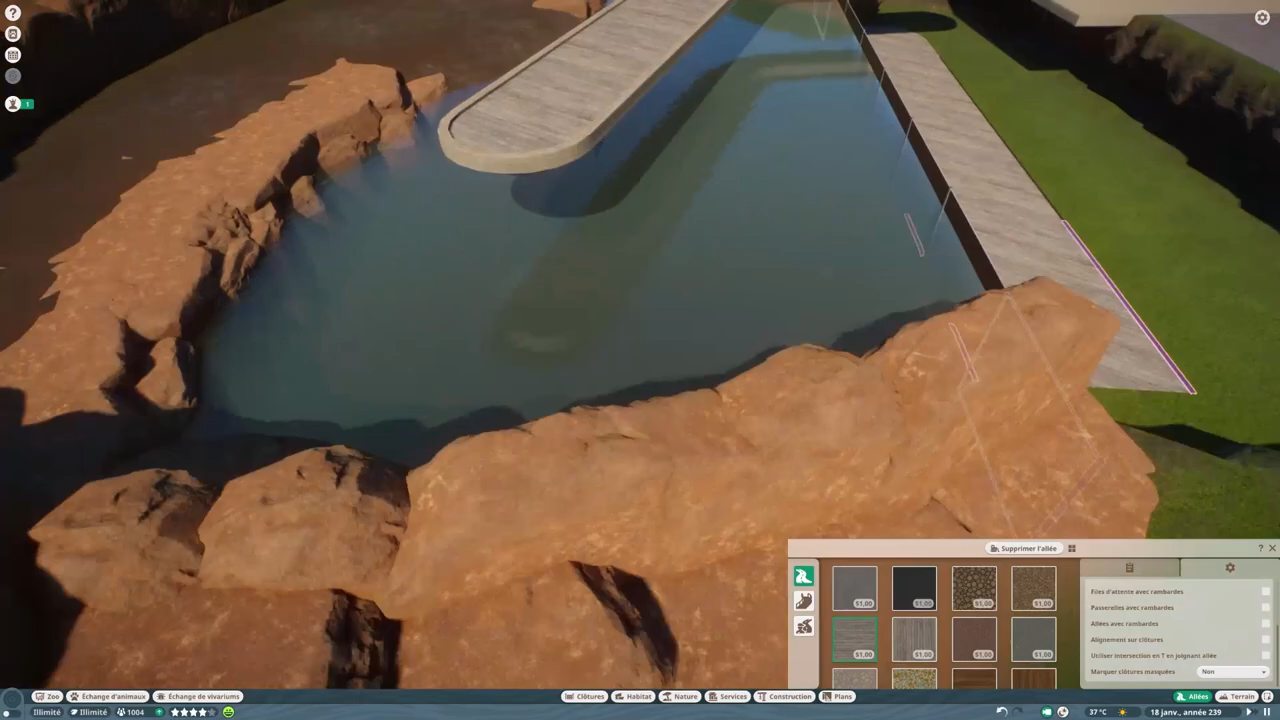 ?
1
Supprimer l'allée
? ×
$1,00 $1,00 $1,00 $1,00
$1,00 $1,00 $1,00 $1,00
Files d'attente avec rambardes
Passerelles avec rambardes
Allées avec rambardes
Alignement sur clôtures
Utiliser intersection en T en joignant allée
Marquer clôtures masquées Non
Zoo Échange d'animaux Échange de vivariums Clôtures Habitat Nature Services Construction Plans Allées Terrain
Illimité Illimité 1004 37 °C 18 janv., année 239